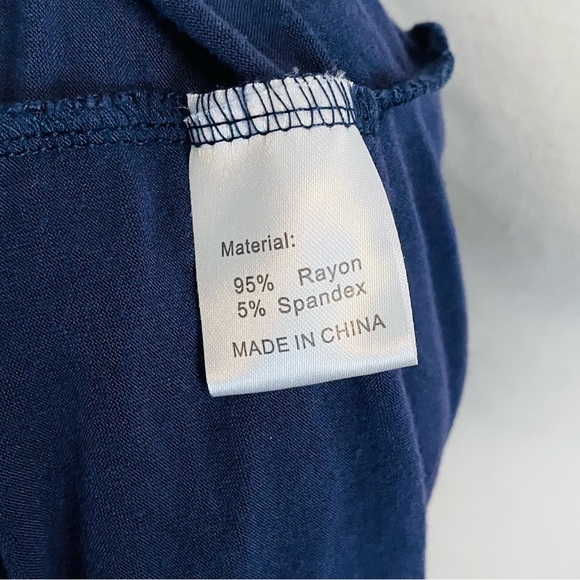 Material:
95% Rayon
5% Spandex
MADE IN CHINA